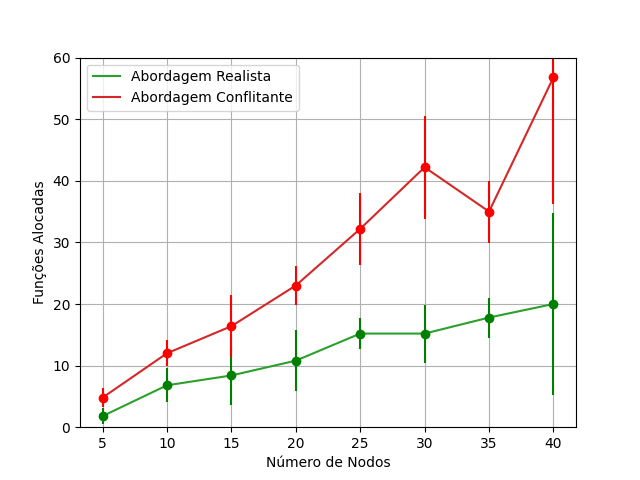 Abordagem Realista
Abordagem Conflitante
60
50
40
30
20
10
0
Funções Alocadas
5 10 15 20 25 30 35 40
Número de Nodos